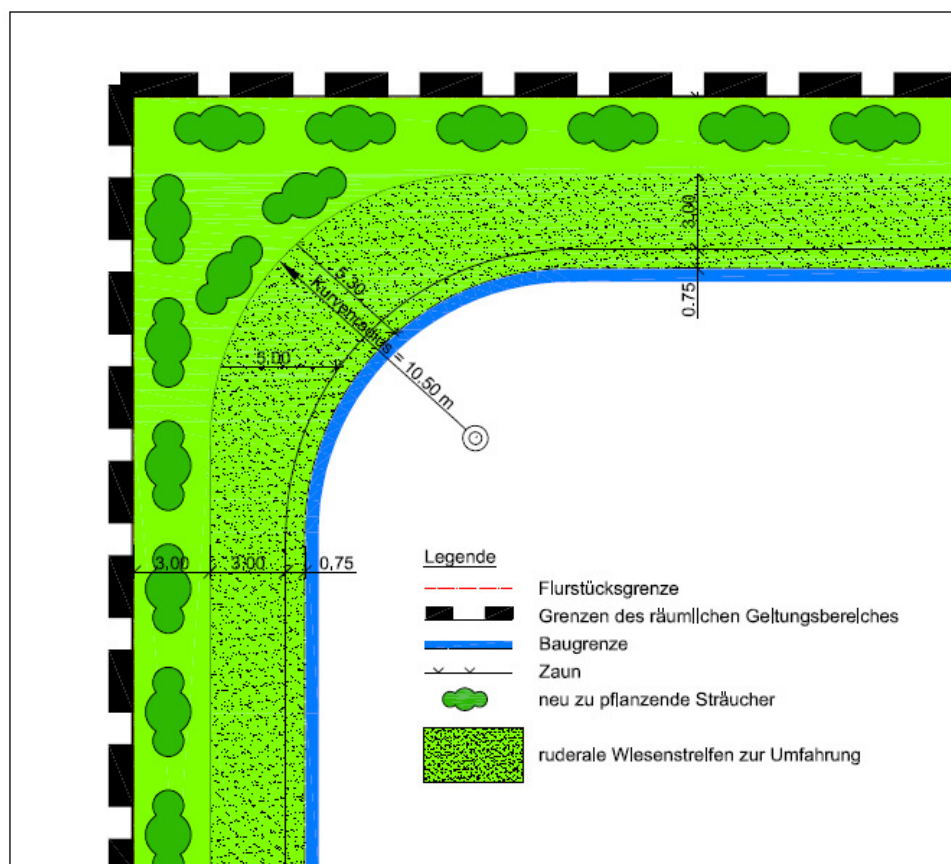 3,00
0.75
5.30
Kurvenradius = 10.50 m
5,00
3,00
3,00
0,75
Legende
Flurstücksgrenze
Grenzen des räumlichen Geltungsbereiches
Baugrenze
Zaun
neu zu pflanzende Sträucher
ruderale Wiesenstreifen zur Umfahrung